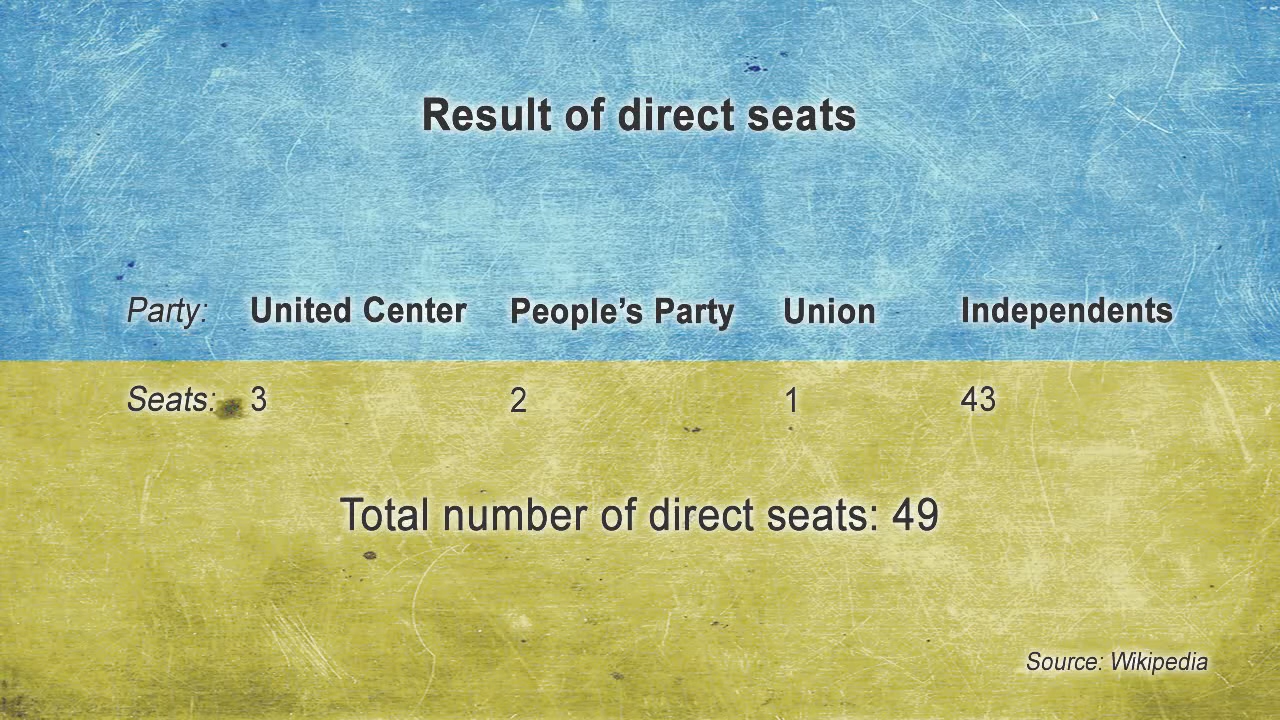 Result of direct seats
Party: United Center People’s Party Union Independents
Seats: 3 2 1 43
Total number of direct seats: 49
Source: Wikipedia